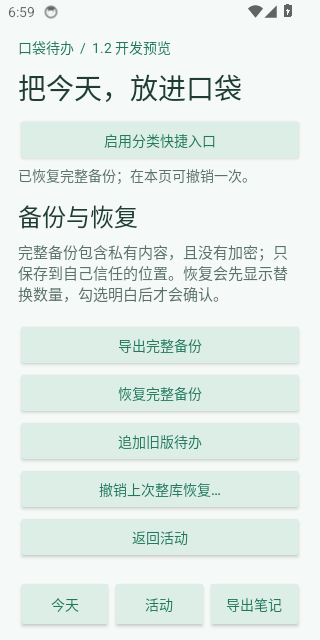 6:59
口袋待办 / 1.2 开发预览
把今天，放进口袋
启用分类快捷入口
已恢复完整备份；在本页可撤销一次。
备份与恢复
完整备份包含私有内容，且没有加密；只
保存到自己信任的位置。恢复会先显示替
换数量，勾选明白后才会确认。
导出完整备份
恢复完整备份
追加旧版待办
撤销上次整库恢复…
返回活动
今天 活动 导出笔记